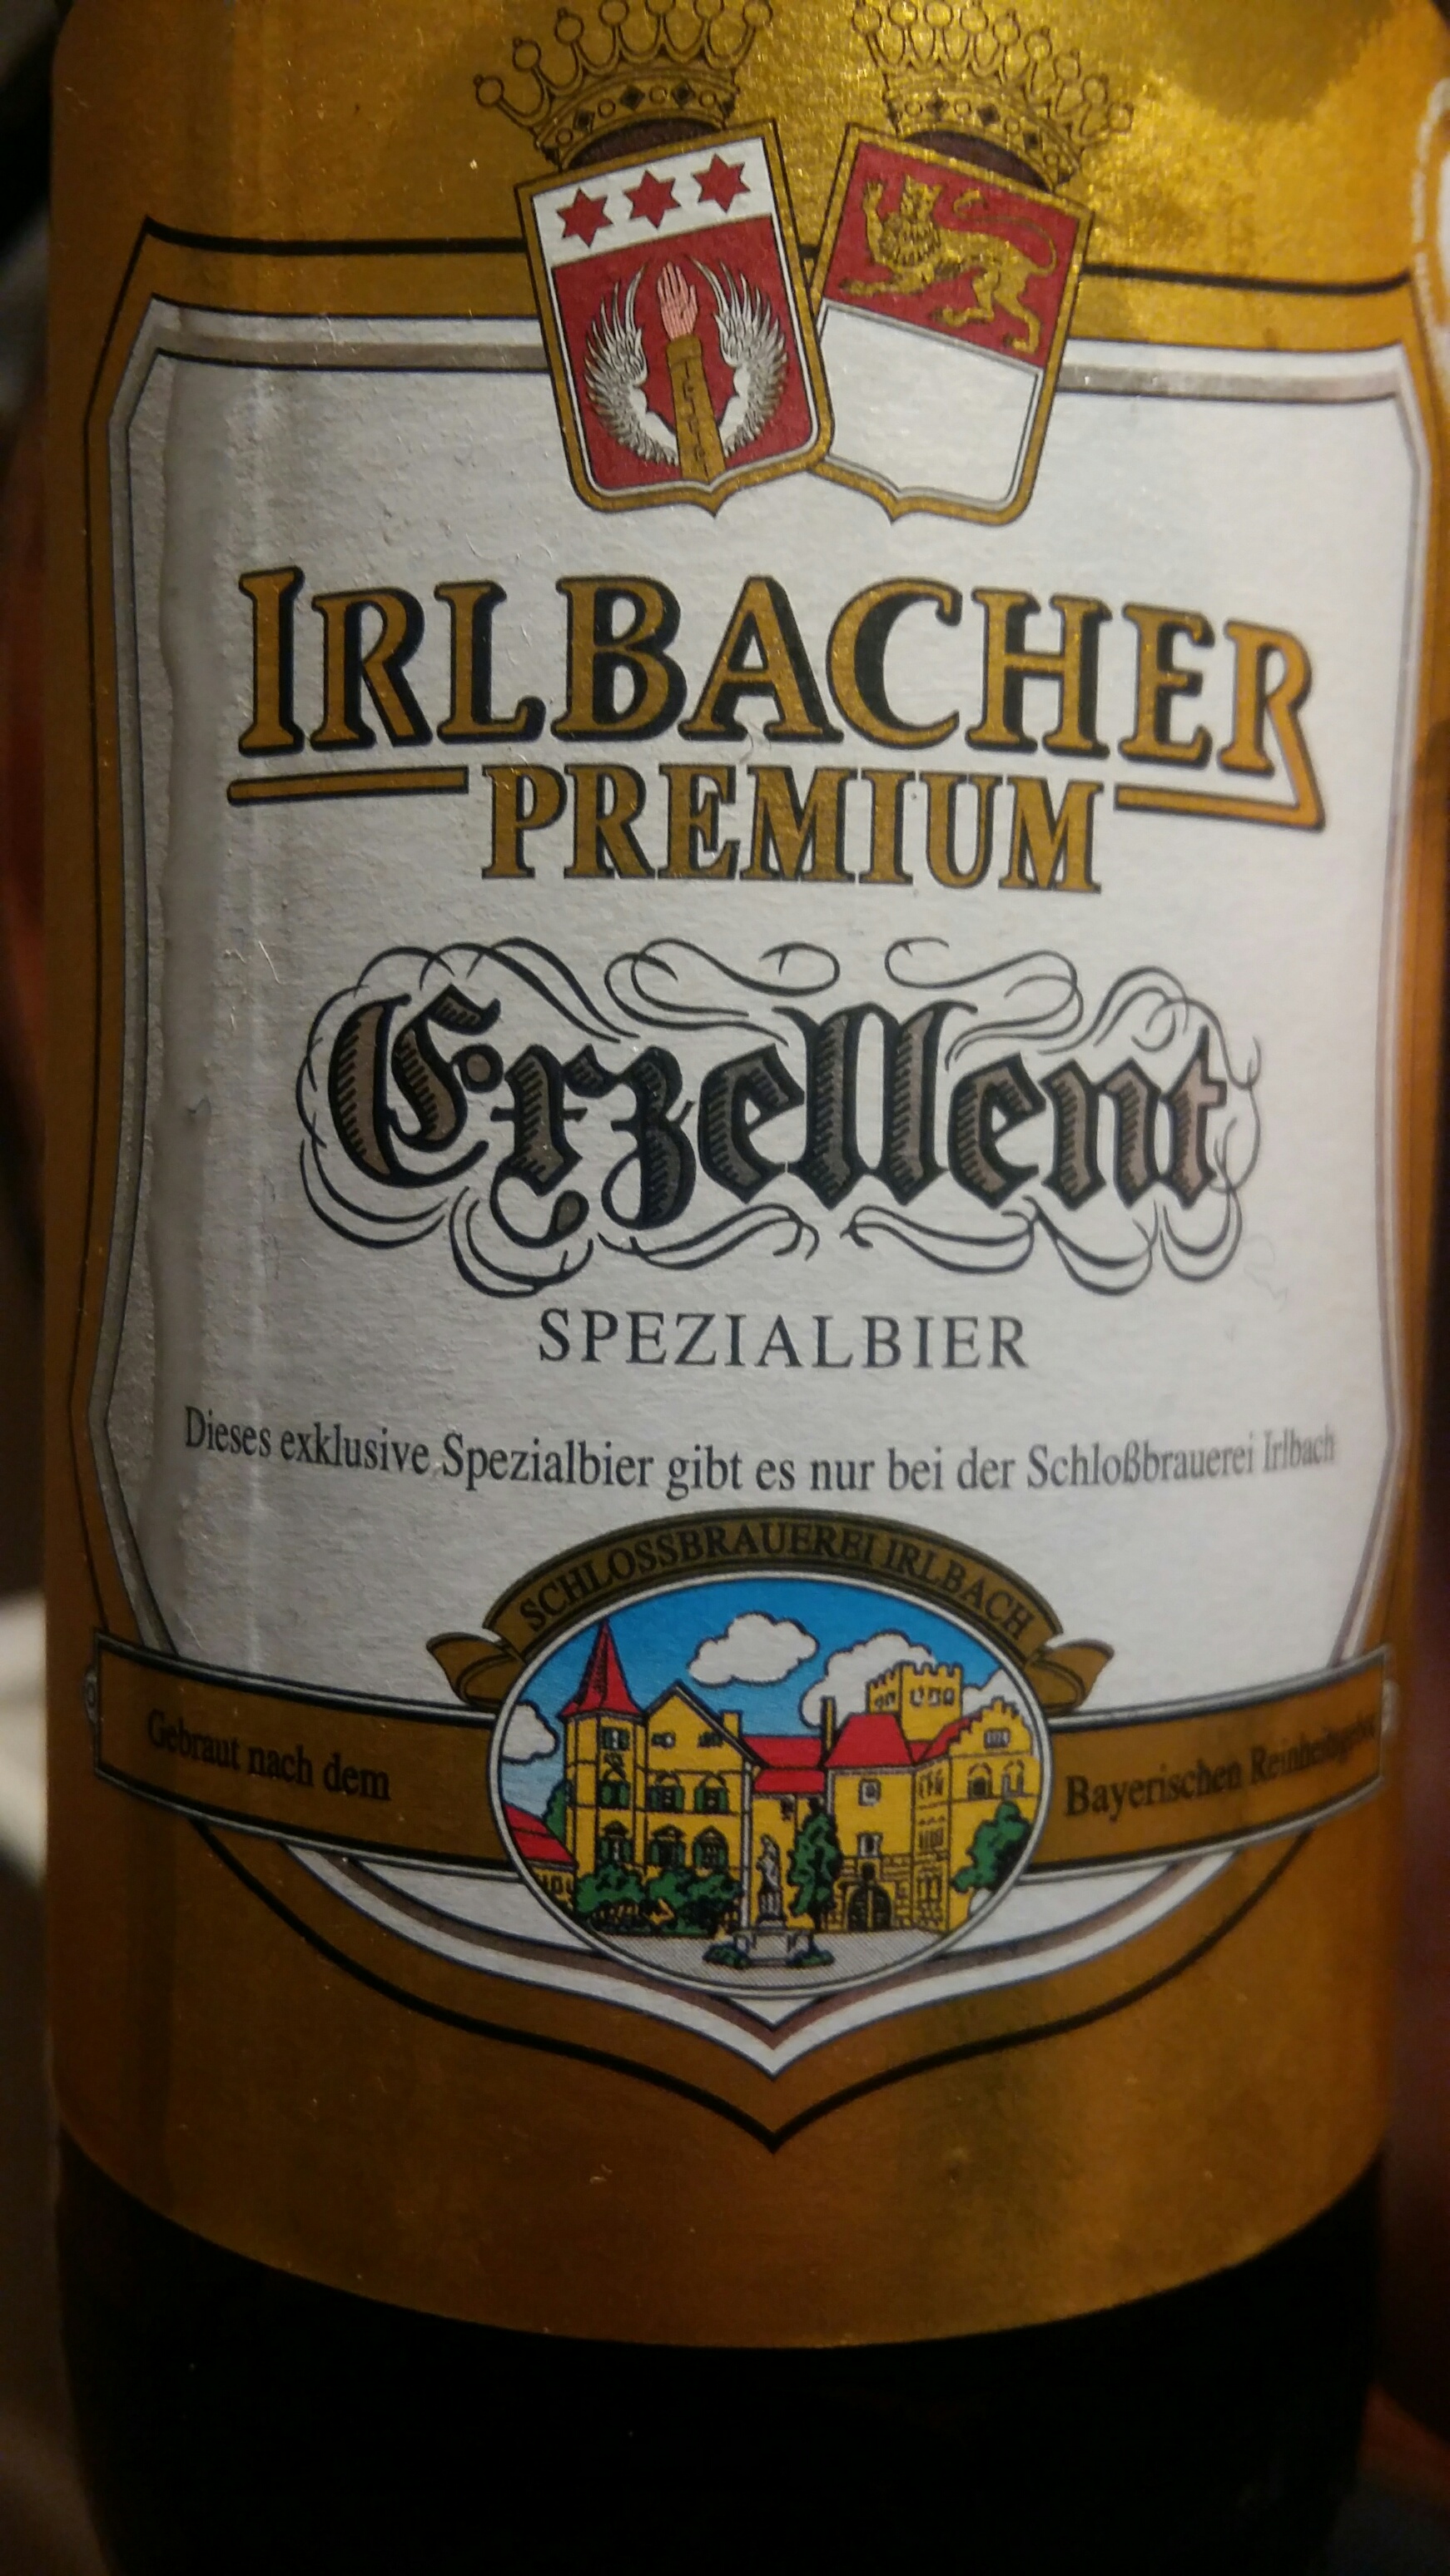 IRLBACHER
PREMIUM
Exzellent
SPEZIALBIER
Dieses exklusive Spezialbier gibt es nur bei der Schloßbrauerei Irlbach
SCHLOSSBRAUEREI IRLBACH
Gebraut nach dem
Bayerischen Reinheitsgebot